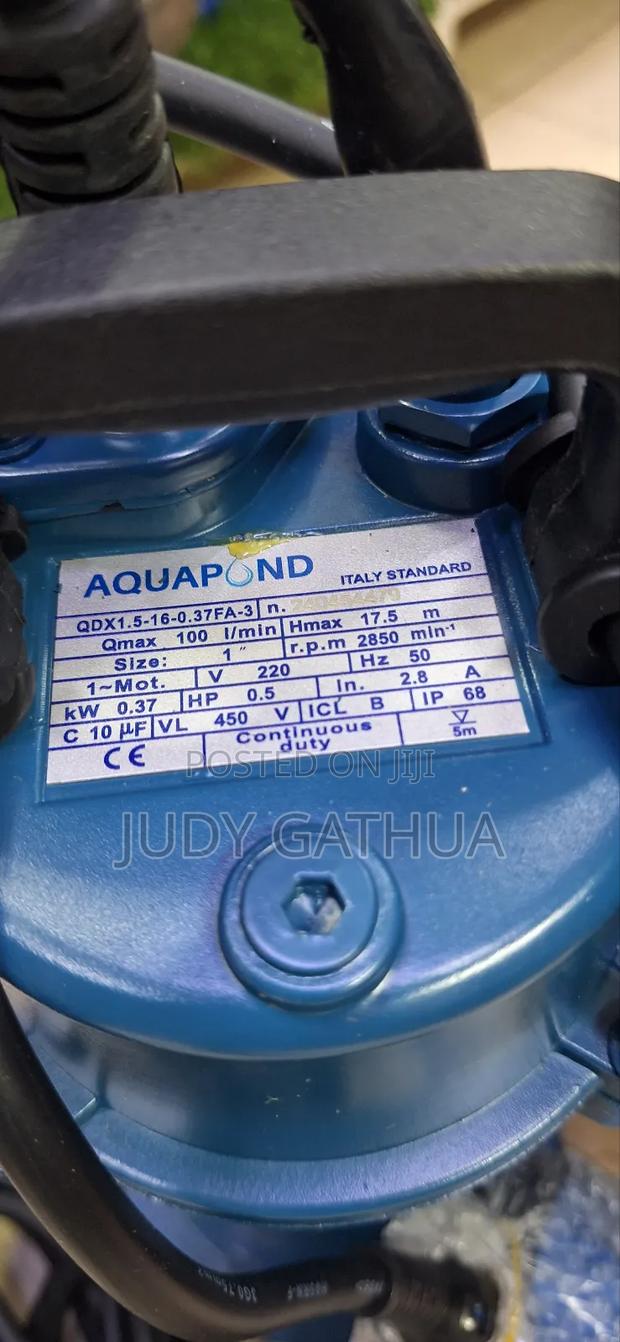 AQUAPOND ITALY STANDARD
QDX1.5-16-0.37FA-3 n.
Qmax 100 l/min Hmax 17.5 m
Size: 1" r.p.m 2850 min⁻¹
1~Mot. V 220 Hz 50
kW 0.37 HP 0.5 In. 2.8 A
C 10 µF VL 450 V ICL B IP 68
CE Continuous duty 5m
POSTED ON JIJI
JUDY GATHUA